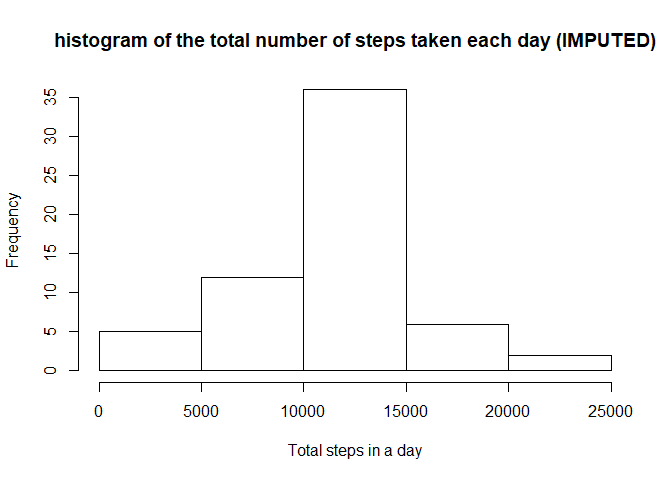 histogram of the total number of steps taken each day (IMPUTED)
35
30
25
20
15
10
5
0
Frequency
0 5000 10000 15000 20000 25000
Total steps in a day